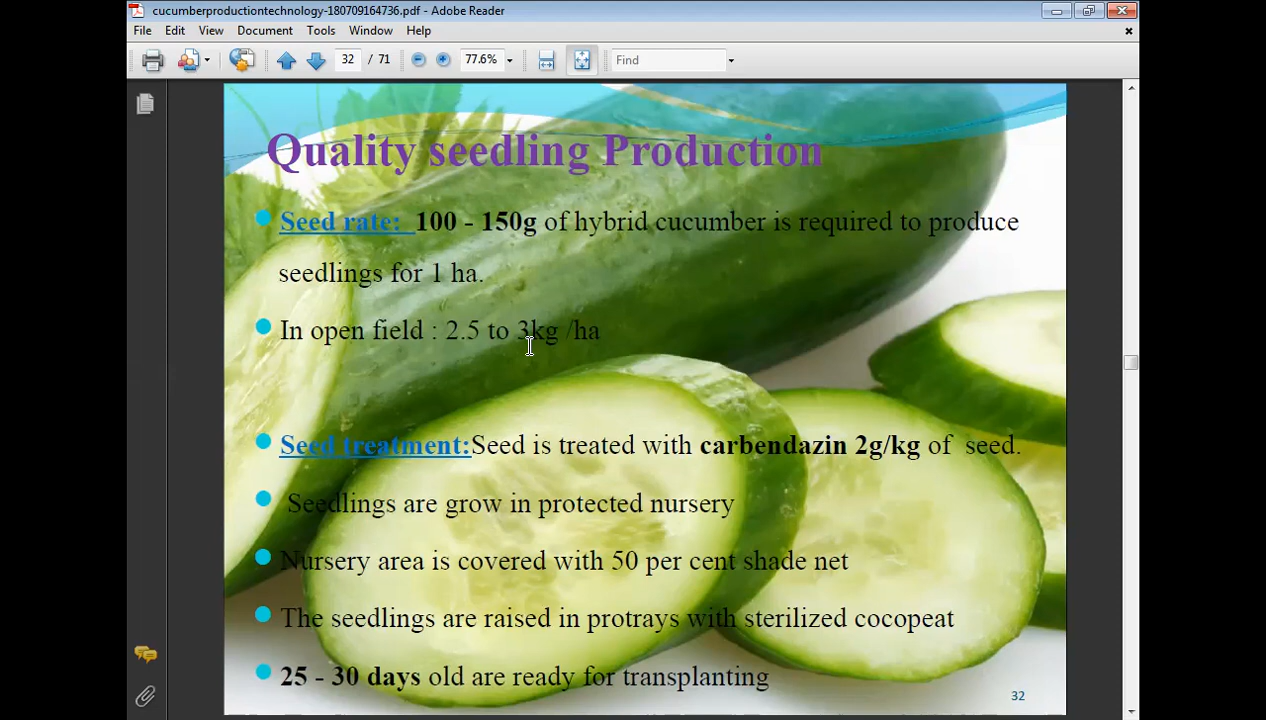 cucumberproductiontechnology-180709164736.pdf - Adobe Reader
File Edit View Document Tools Window Help
32 / 71 77.6% Find
Quality seedling Production
Seed rate: 100 - 150g of hybrid cucumber is required to produce
seedlings for 1 ha.
In open field : 2.5 to 3kg /ha
Seed treatment:Seed is treated with carbendazin 2g/kg of seed.
Seedlings are grow in protected nursery
Nursery area is covered with 50 per cent shade net
The seedlings are raised in protrays with sterilized cocopeat
25 - 30 days old are ready for transplanting
32